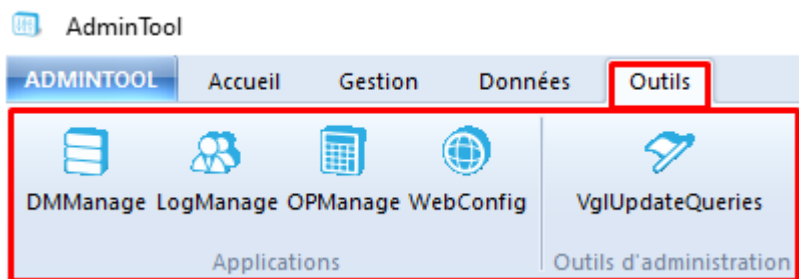 AdminTool
ADMINTOOL Accueil Gestion Données Outils
DMManage LogManage OPManage WebConfig VglUpdateQueries
Applications Outils d'administration